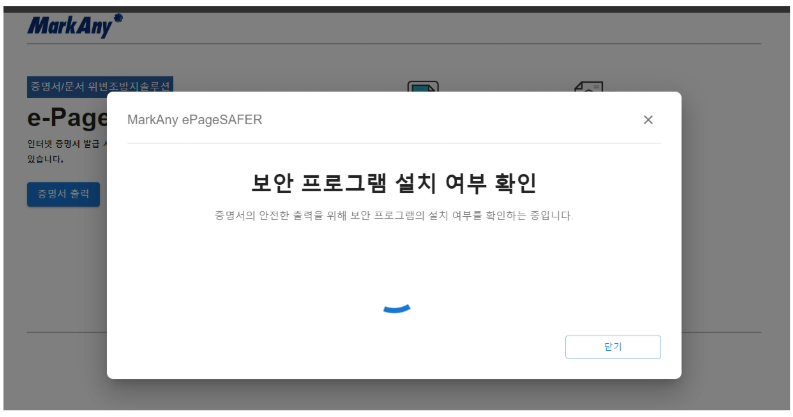 MarkAny
증명서/문서 위변조방지솔루션
e-Page
인터넷 증명서 발급
있습니다.
증명서 출력
MarkAny ePageSAFER
보안 프로그램 설치 여부 확인
증명서의 안전한 출력을 위해 보안 프로그램의 설치 여부를 확인하는 중입니다.
닫기